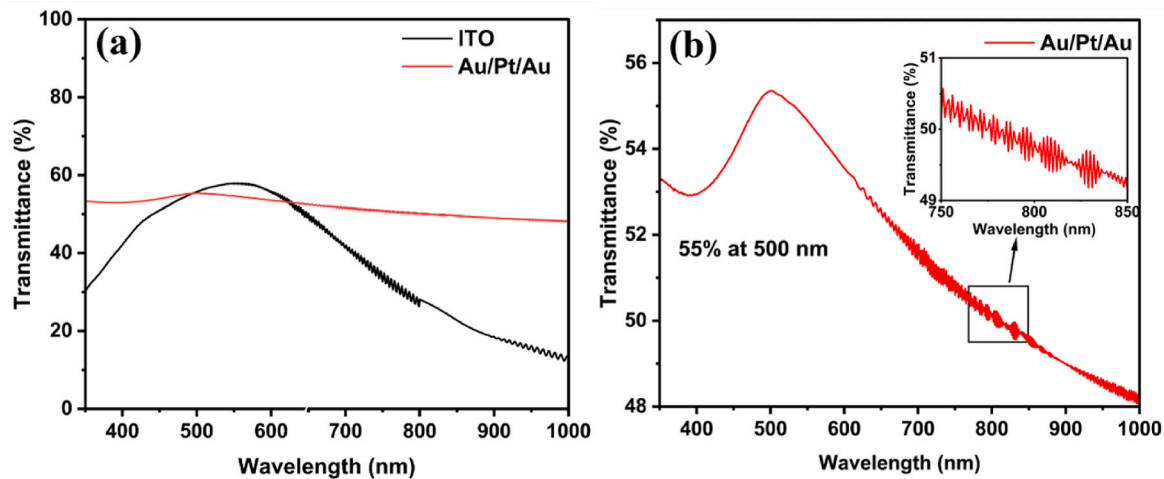 (a)
ITO
Au/Pt/Au
100
80
60
40
20
0
Transmittance (%)
400 500 600 700 800 900 1000
Wavelength (nm)
(b)
Au/Pt/Au
56
54
52
50
48
Transmittance (%)
55% at 500 nm
51
50
49
Transmittance (%)
750 800 850
Wavelength (nm)
400 500 600 700 800 900 1000
Wavelength (nm)